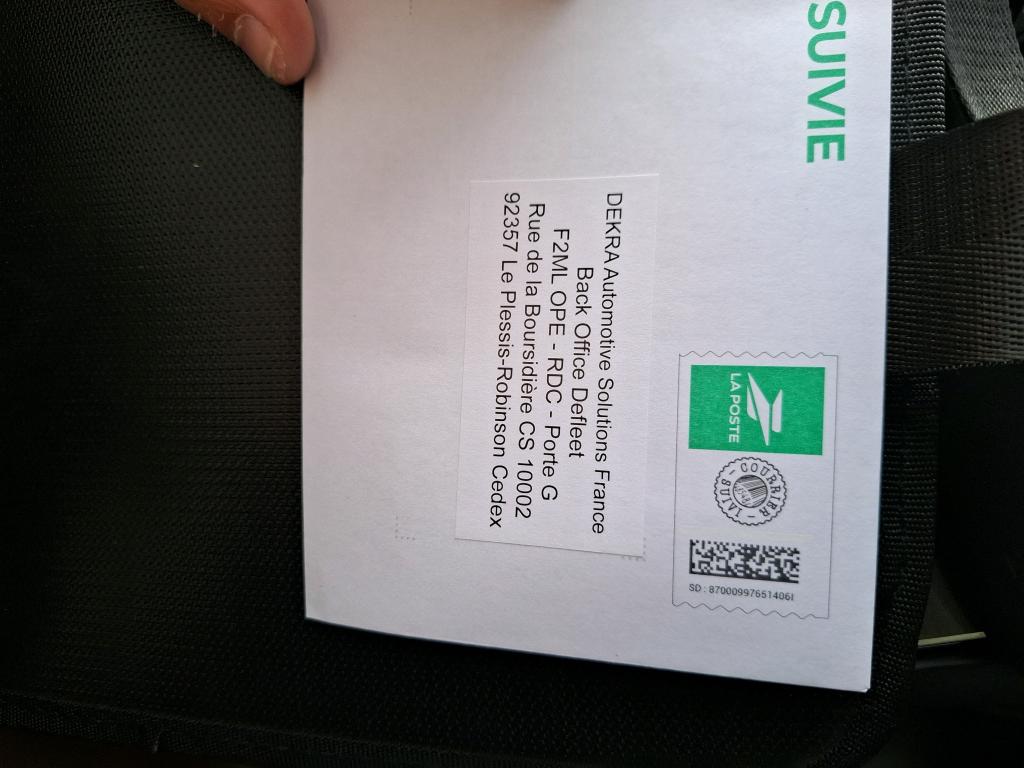 SUIVIE
LA POSTE
COURRIER - SUIVI -
SD : 87000997651406I
DEKRA Automotive Solutions France
Back Office Defleet
F2ML OPE - RDC - Porte G
Rue de la Boursidière CS 10002
92357 Le Plessis-Robinson Cedex